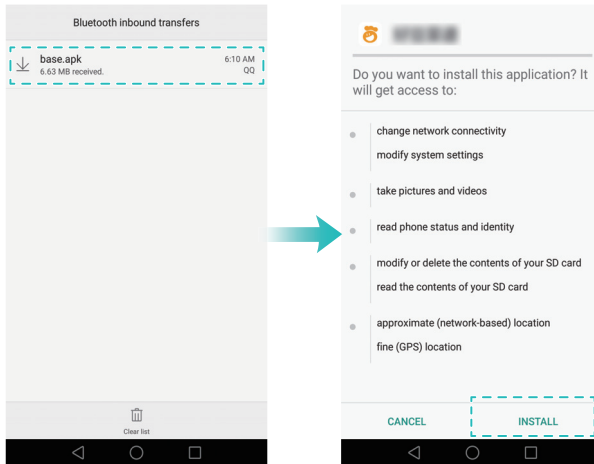 Bluetooth inbound transfers
base.apk
6:10 AM
6.63 MB received.
QQ
Clear list
Do you want to install this application? It
will get access to:
change network connectivity
modify system settings
take pictures and videos
read phone status and identity
modify or delete the contents of your SD card
read the contents of your SD card
approximate (network-based) location
fine (GPS) location
CANCEL
INSTALL